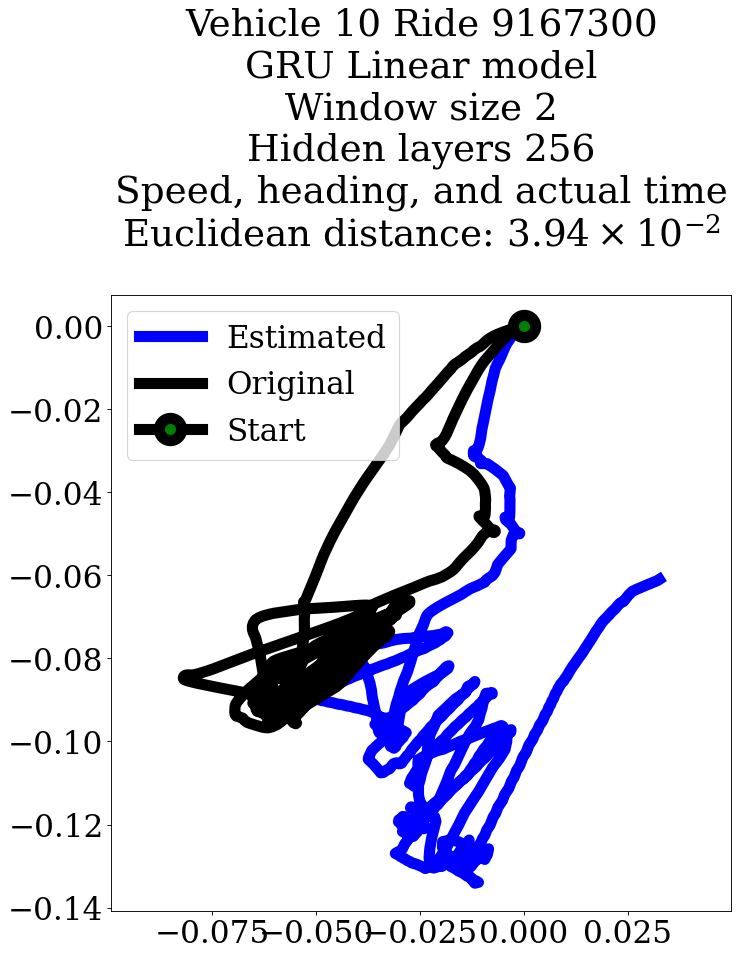 Vehicle 10 Ride 9167300
GRU Linear model
Window size 2
Hidden layers 256
Speed, heading, and actual time
Euclidean distance: 3.94 × 10⁻²
Estimated
Original
Start
0.00
−0.02
−0.04
−0.06
−0.08
−0.10
−0.12
−0.14
−0.075 −0.050 −0.025 0.000 0.025